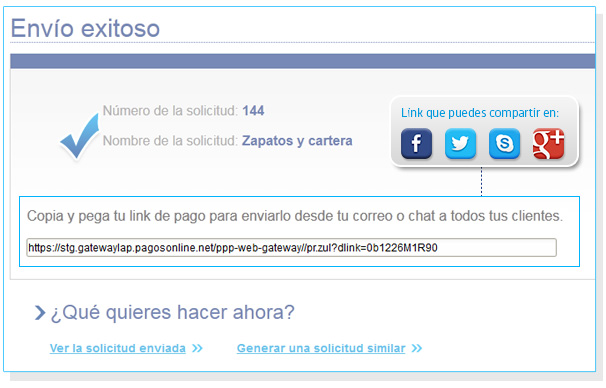 Envío exitoso
Número de la solicitud: 144
Nombre de la solicitud: Zapatos y cartera
Link que puedes compartir en:
Copia y pega tu link de pago para enviarlo desde tu correo o chat a todos tus clientes.
https://stg.gatewaylap.pagosonline.net/ppp-web-gateway//pr.zul?dlink=0b1226M1R90
¿Qué quieres hacer ahora?
Ver la solicitud enviada »
Generar una solicitud similar »